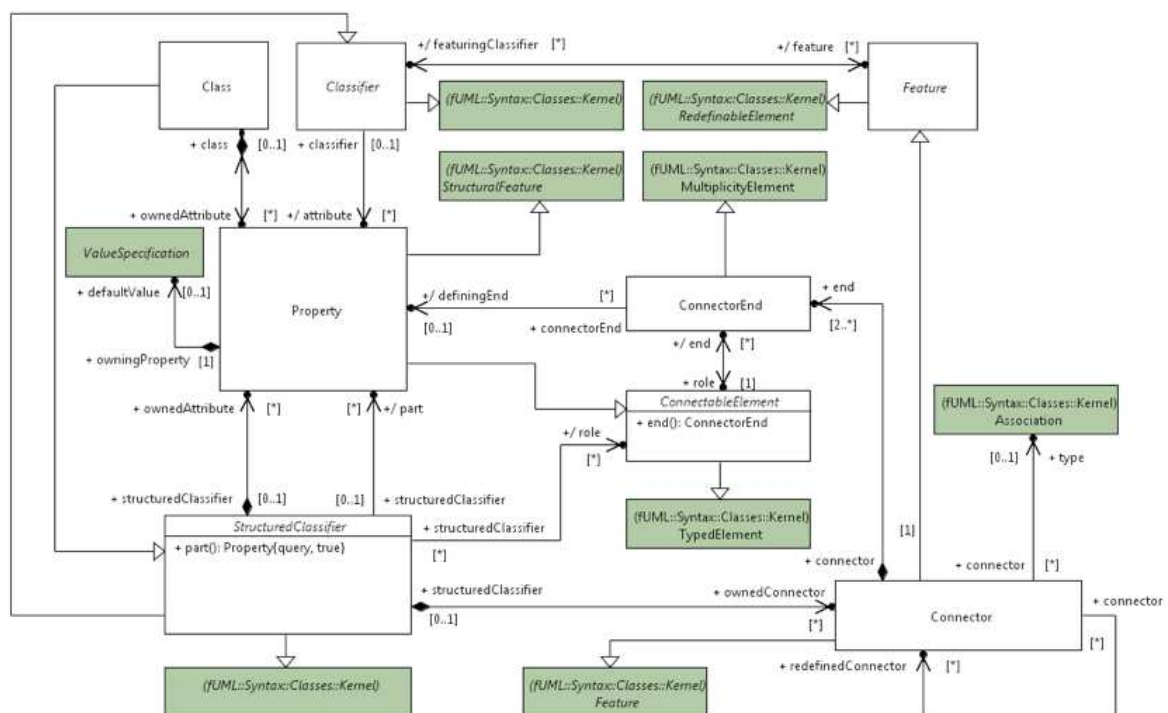 +/ featuringClassifier [*]
+/ feature [*]
Class
Classifier
Feature
(fUML::Syntax::Classes::Kernel)
(fUML::Syntax::Classes::Kernel)
RedefinableElement
+ class [0..1]
+ classifier [0..1]
(fUML::Syntax::Classes::Kernel)
StructuralFeature
(fUML::Syntax::Classes::Kernel)
MultiplicityElement
+ ownedAttribute [*]
+/ attribute [*]
ValueSpecification
+ defaultValue [0..1]
Property
+/ definingEnd
[0..1]
[*]
+ connectorEnd
ConnectorEnd
+ end
[2..*]
+/ end [*]
+ owningProperty [1]
+ role [1]
+ ownedAttribute [*]
[*] +/ part
ConnectableElement
+ end(): ConnectorEnd
(fUML::Syntax::Classes::Kernel)
Association
+/ role
[*]
[0..1] + type
+ structuredClassifier [0..1]
[0..1] + structuredClassifier
StructuredClassifier
+ part(): Property{query, true}
+ structuredClassifier
[*]
(fUML::Syntax::Classes::Kernel)
TypedElement
[1]
+ connector
+ connector [*]
+ structuredClassifier
[0..1]
+ ownedConnector
[*]
Connector
+ connector
[*]
+ redefinedConnector [*]
(fUML::Syntax::Classes::Kernel)
(fUML::Syntax::Classes::Kernel)
Feature